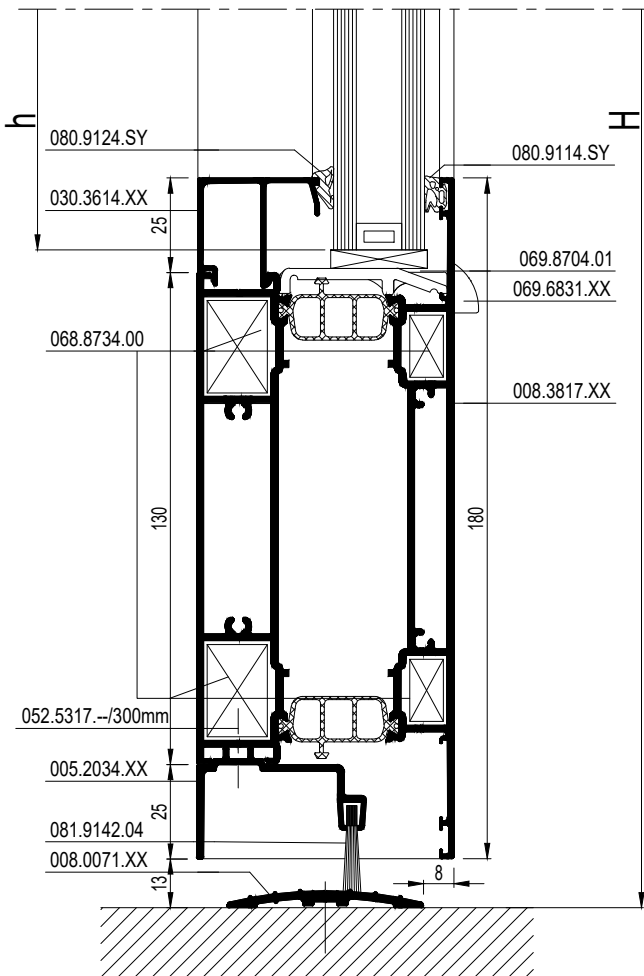 h
H
080.9124.SY
080.9114.SY
030.3614.XX
25
069.8704.01
069.6831.XX
068.8734.00
008.3817.XX
130
180
052.5317.--/300mm
005.2034.XX
25
081.9142.04
008.0071.XX
13
8